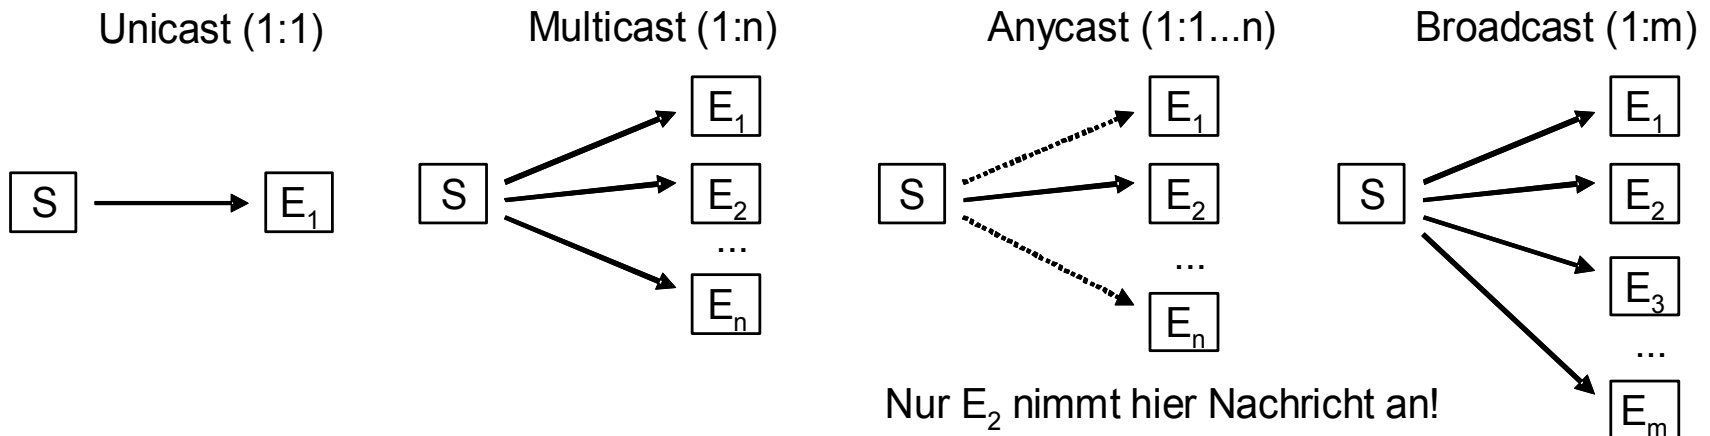 Unicast (1:1)
S
E₁
Multicast (1:n)
S
E₁
E₂
...
Eₙ
Anycast (1:1...n)
S
E₁
E₂
...
Eₙ
Nur E₂ nimmt hier Nachricht an!
Broadcast (1:m)
S
E₁
E₂
E₃
...
Eₘ